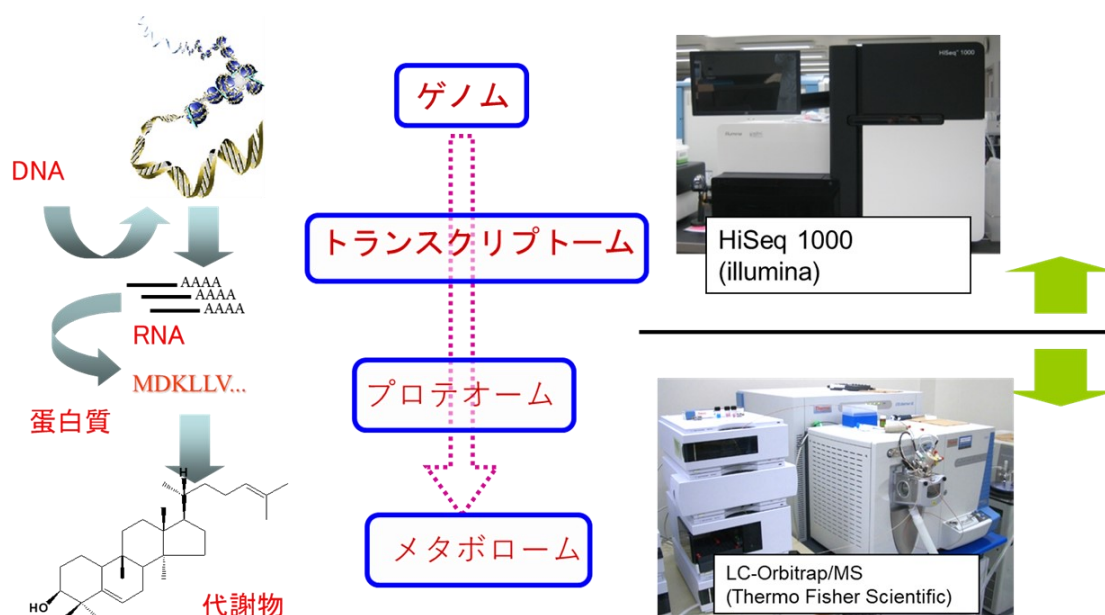 DNA
AAAA
AAAA
AAAA
RNA
MDKLLV...
蛋白質
H
HO
代謝物
ゲノム
トランスクリプトーム
プロテオーム
メタボローム
HiSeq 1000
HiSeq 1000
(illumina)
LC-Orbitrap/MS
(Thermo Fisher Scientific)